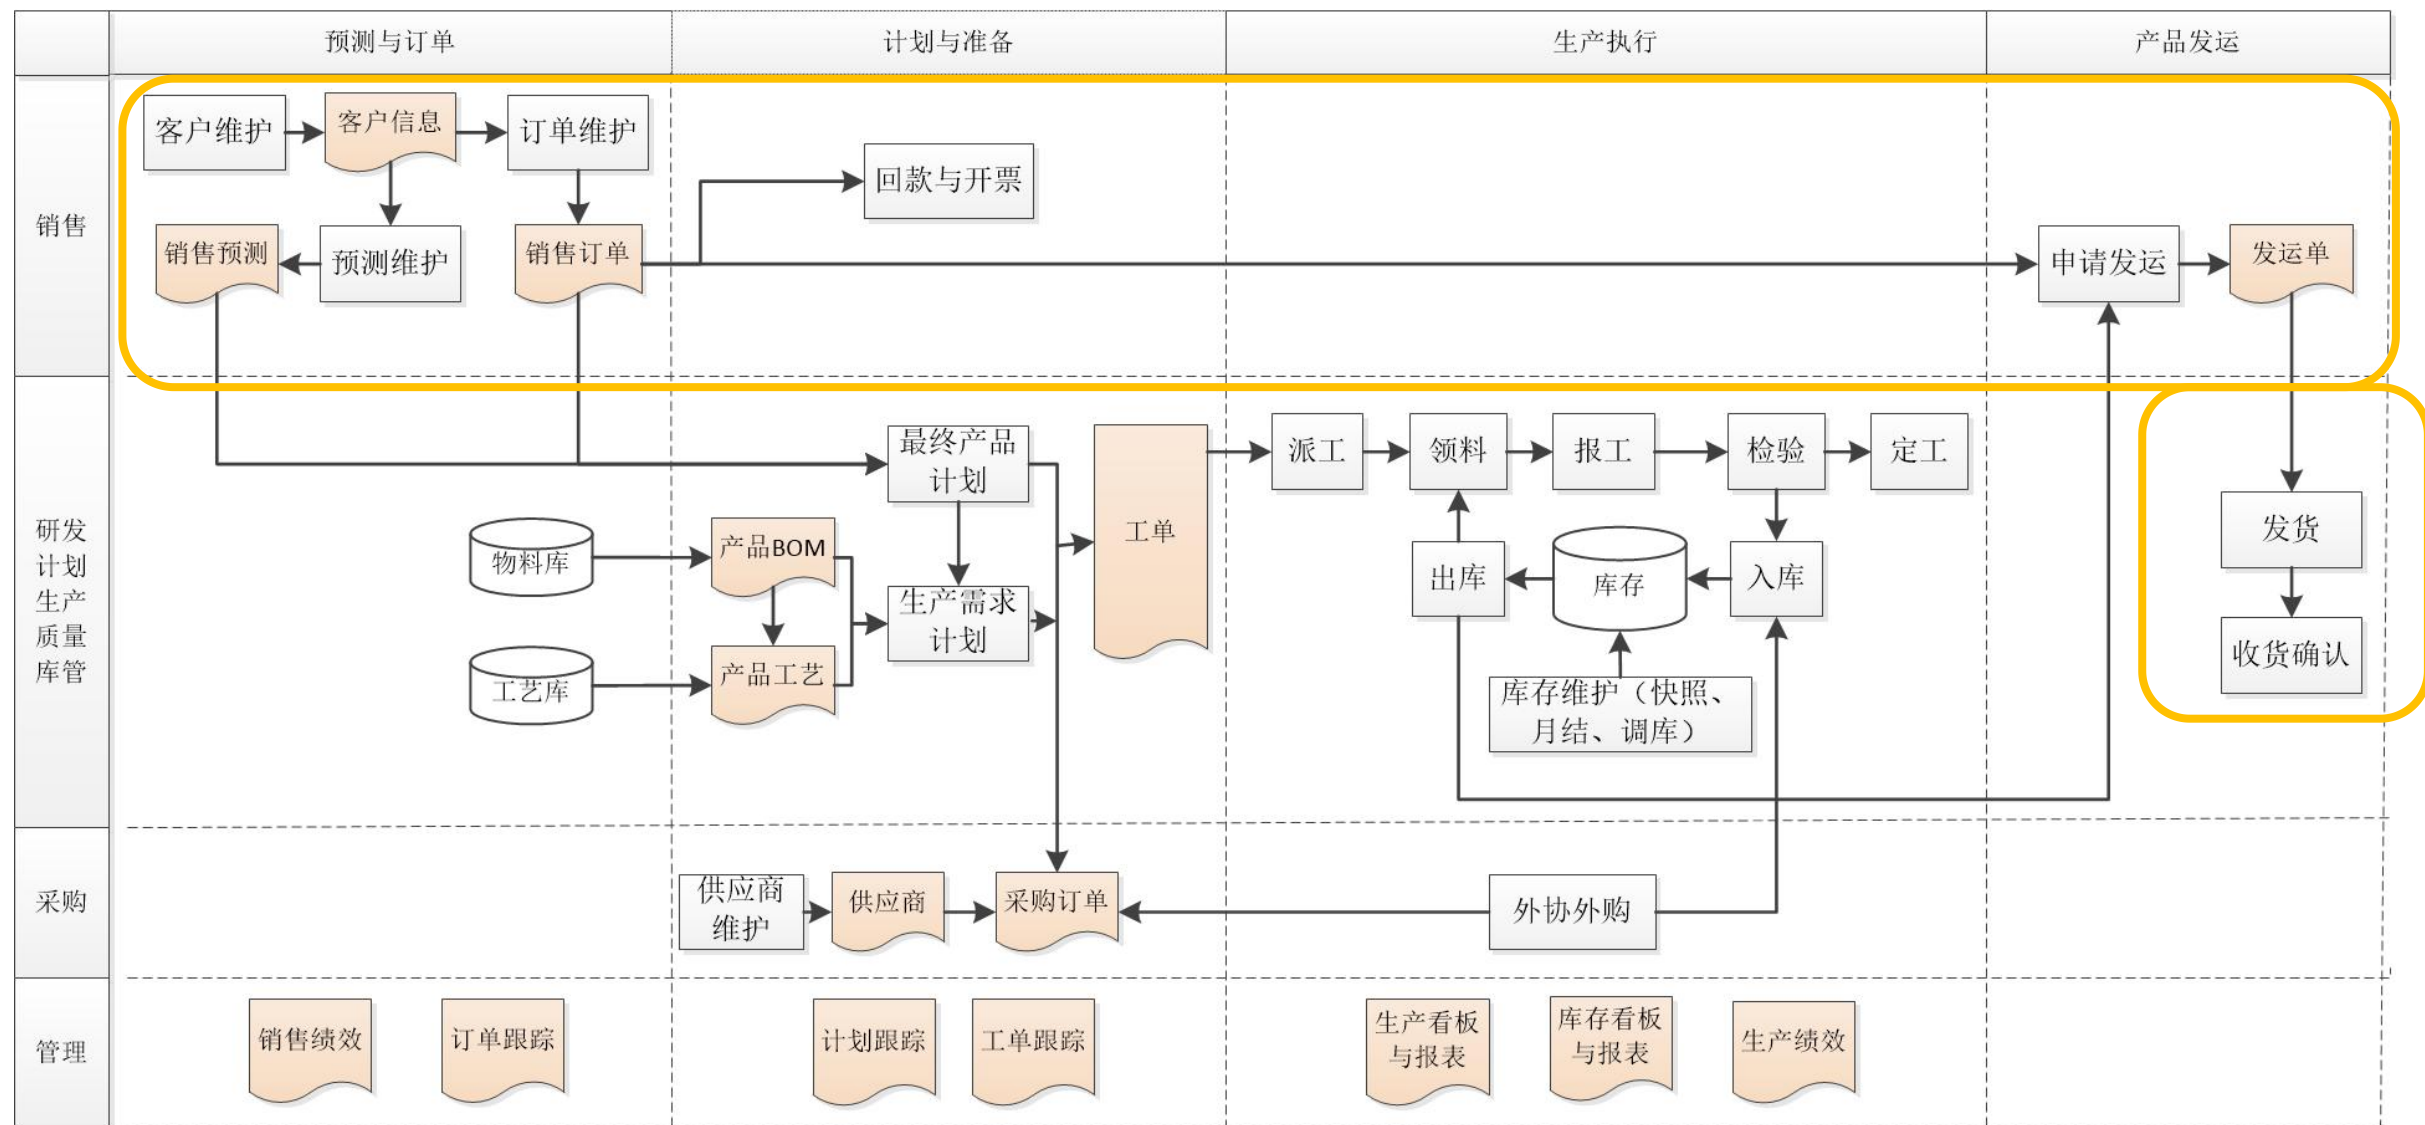 预测与订单
计划与准备
生产执行
产品发运
销售
客户维护
客户信息
订单维护
回款与开票
销售预测
预测维护
销售订单
申请发运
发运单
研发
计划
生产
质量
库管
最终产品
计划
工单
派工
领料
报工
检验
定工
物料库
产品BOM
生产需求
计划
出库
库存
入库
发货
工艺库
产品工艺
库存维护（快照、
月结、调库）
收货确认
采购
供应商
维护
供应商
采购订单
外协外购
管理
销售绩效
订单跟踪
计划跟踪
工单跟踪
生产看板
与报表
库存看板
与报表
生产绩效